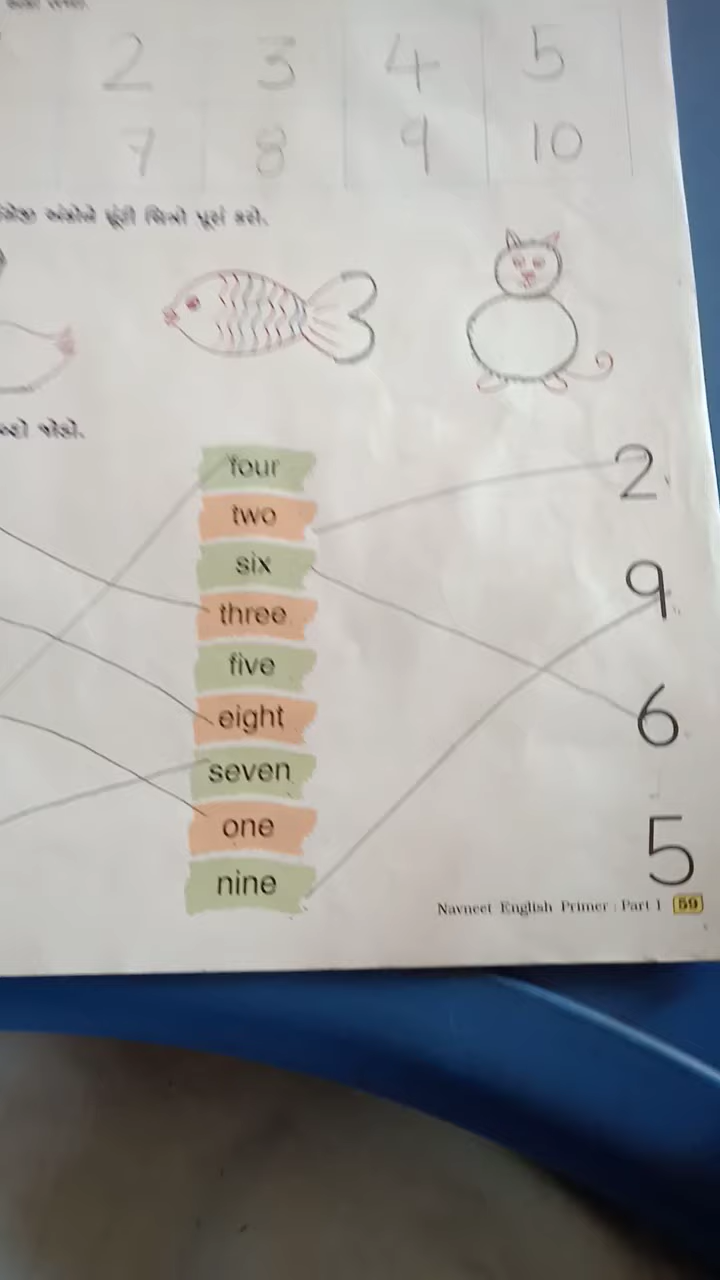 2 3 4 5
7 8 9 10
અંકોને ઘૂંટી ચિત્રો પૂરાં કરો.
જોડો.
four
2
two
six
9
three
five
6
eight
seven
5
one
nine
Navneet English Primer : Part 1 59